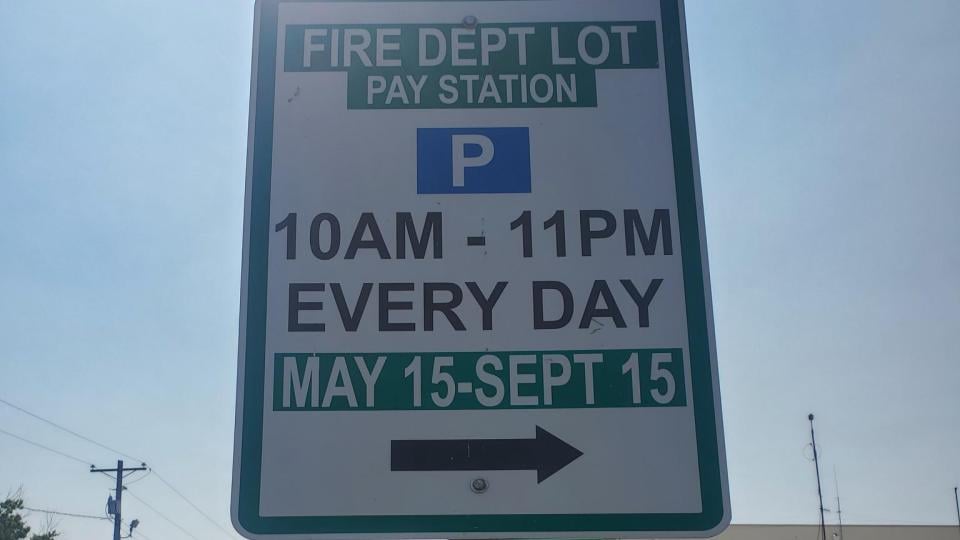 FIRE DEPT LOT
PAY STATION
P
10AM - 11PM
EVERY DAY
MAY 15-SEPT 15